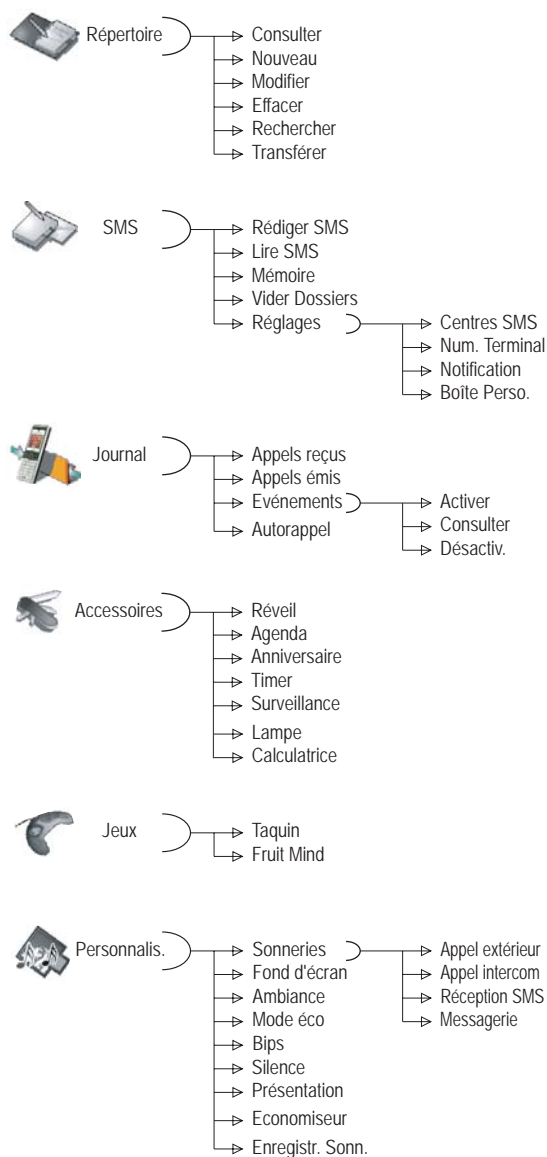 Répertoire
Consulter
Nouveau
Modifier
Effacer
Rechercher
Transférer
SMS
Rédiger SMS
Lire SMS
Mémoire
Vider Dossiers
Réglages
Centres SMS
Num. Terminal
Notification
Boîte Perso.
Journal
Appels reçus
Appels émis
Evénements
Activer
Consulter
Désactiv.
Autorappel
Accessoires
Réveil
Agenda
Anniversaire
Timer
Surveillance
Lampe
Calculatrice
Jeux
Taquin
Fruit Mind
Personnalis.
Sonneries
Appel extérieur
Appel intercom
Réception SMS
Messagerie
Fond d'écran
Ambiance
Mode éco
Bips
Silence
Présentation
Economiseur
Enregistr. Sonn.